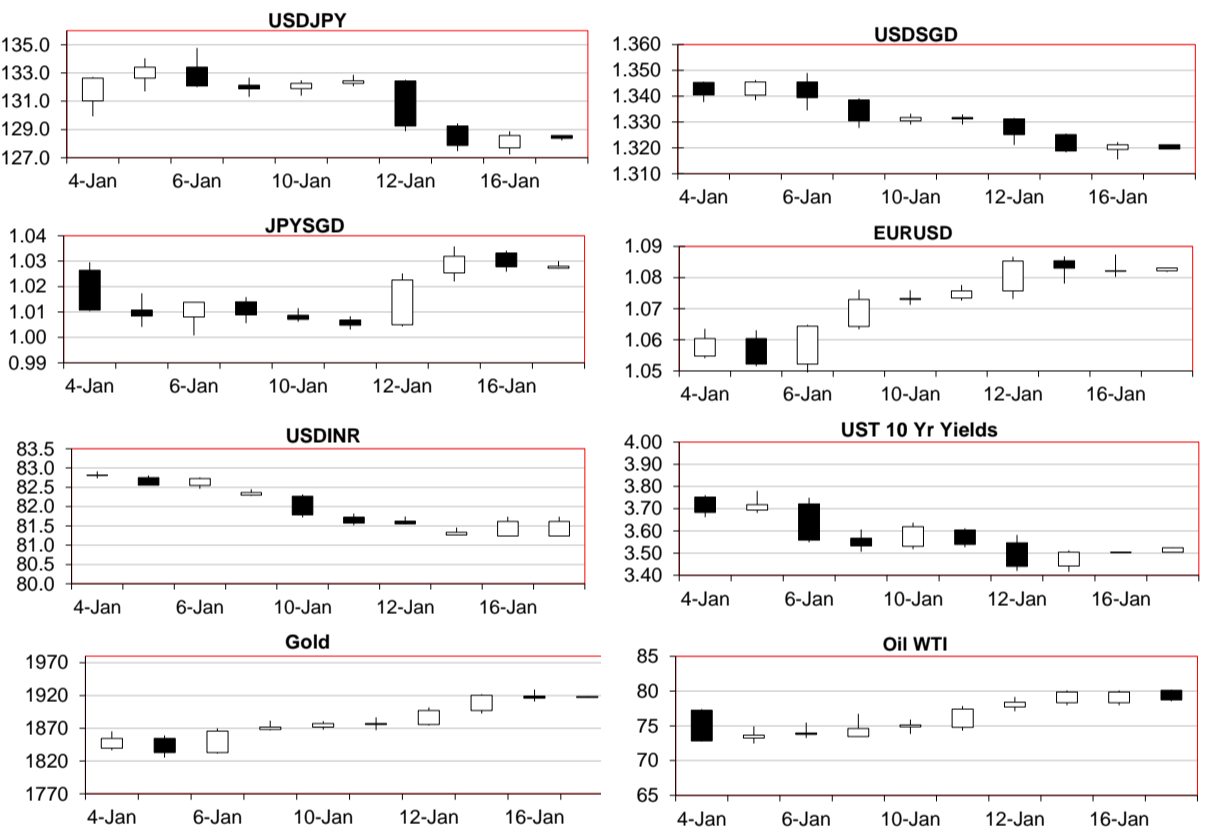 USDJPY
135.0
133.0
131.0
129.0
127.0
4-Jan 6-Jan 10-Jan 12-Jan 16-Jan
USDSGD
1.360
1.350
1.340
1.330
1.320
1.310
4-Jan 6-Jan 10-Jan 12-Jan 16-Jan
JPYSGD
1.04
1.03
1.02
1.01
1.00
0.99
4-Jan 6-Jan 10-Jan 12-Jan 16-Jan
EURUSD
1.09
1.08
1.07
1.06
1.05
4-Jan 6-Jan 10-Jan 12-Jan 16-Jan
USDINR
83.5
83.0
82.5
82.0
81.5
81.0
80.5
80.0
4-Jan 6-Jan 10-Jan 12-Jan 16-Jan
UST 10 Yr Yields
4.00
3.90
3.80
3.70
3.60
3.50
3.40
4-Jan 6-Jan 10-Jan 12-Jan 16-Jan
Gold
1970
1920
1870
1820
1770
4-Jan 6-Jan 10-Jan 12-Jan 16-Jan
Oil WTI
85
80
75
70
65
4-Jan 6-Jan 10-Jan 12-Jan 16-Jan